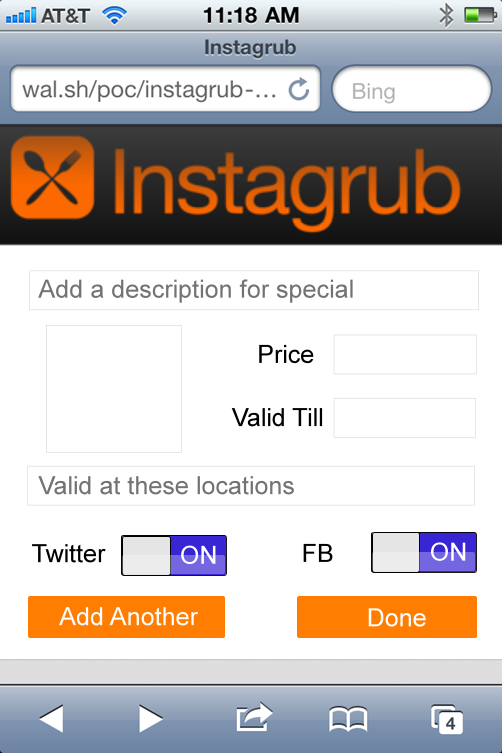 AT&T 11:18 AM
Instagrub
wal.sh/poc/instagrub-... Bing
Instagrub
Add a description for special
Price
Valid Till
Valid at these locations
Twitter ON FB ON
Add Another Done
4